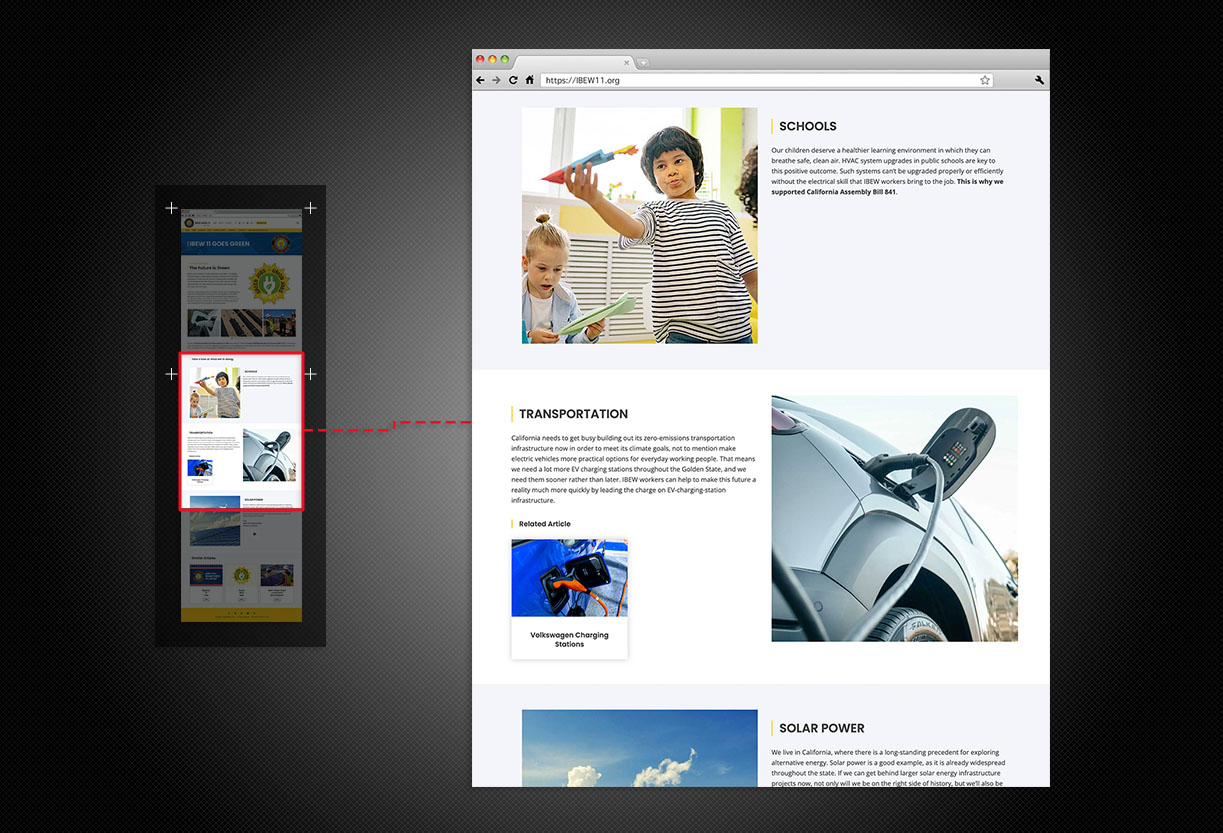 https://IBEW11.org
SCHOOLS
Our children deserve a healthier learning environment in which they can
breathe safe, clean air. HVAC system upgrades in public schools are key to
this positive outcome. Such systems can't be upgraded properly or efficiently
without the electrical skill that IBEW workers bring to the job. This is why we
supported California Assembly Bill 841.
TRANSPORTATION
California needs to get busy building out its zero-emissions transportation
infrastructure now in order to meet its climate goals, not to mention make
electric vehicles more practical options for everyday working people. That means
we need a lot more EV charging stations throughout the Golden State, and we
need them sooner rather than later. IBEW workers can help to make this future a
reality much more quickly by leading the charge on EV-charging-station
infrastructure.
Related Article
Volkswagen Charging
Stations
FALKEN
SOLAR POWER
We live in California, where there is a long-standing precedent for exploring
alternative energy. Solar power is a good example, as it is already widespread
throughout the state. If we can get behind larger solar energy infrastructure
projects now, not only will we be on the right side of history, but we'll also be
IBEW 11 GOES GREEN
The Future is Green
SCHOOLS
TRANSPORTATION
SOLAR POWER